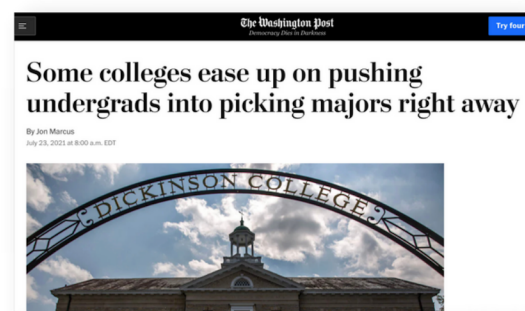 The Washington Post
Democracy Dies in Darkness
Try four
Some colleges ease up on pushing
undergrads into picking majors right away
By Jon Marcus
July 23, 2021 at 8:00 a.m. EDT
DICKINSON COLLEGE